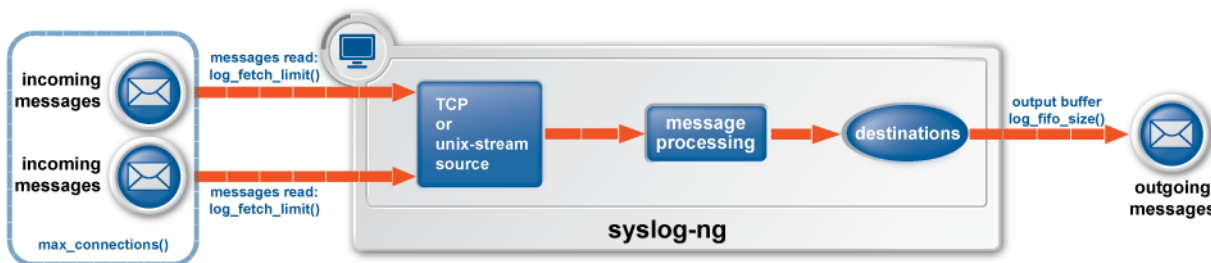 incoming
messages
messages read:
log_fetch_limit()
incoming
messages
messages read:
log_fetch_limit()
max_connections()
TCP
or
unix-stream
source
message
processing
destinations
output buffer
log_fifo_size()
outgoing
messages
syslog-ng